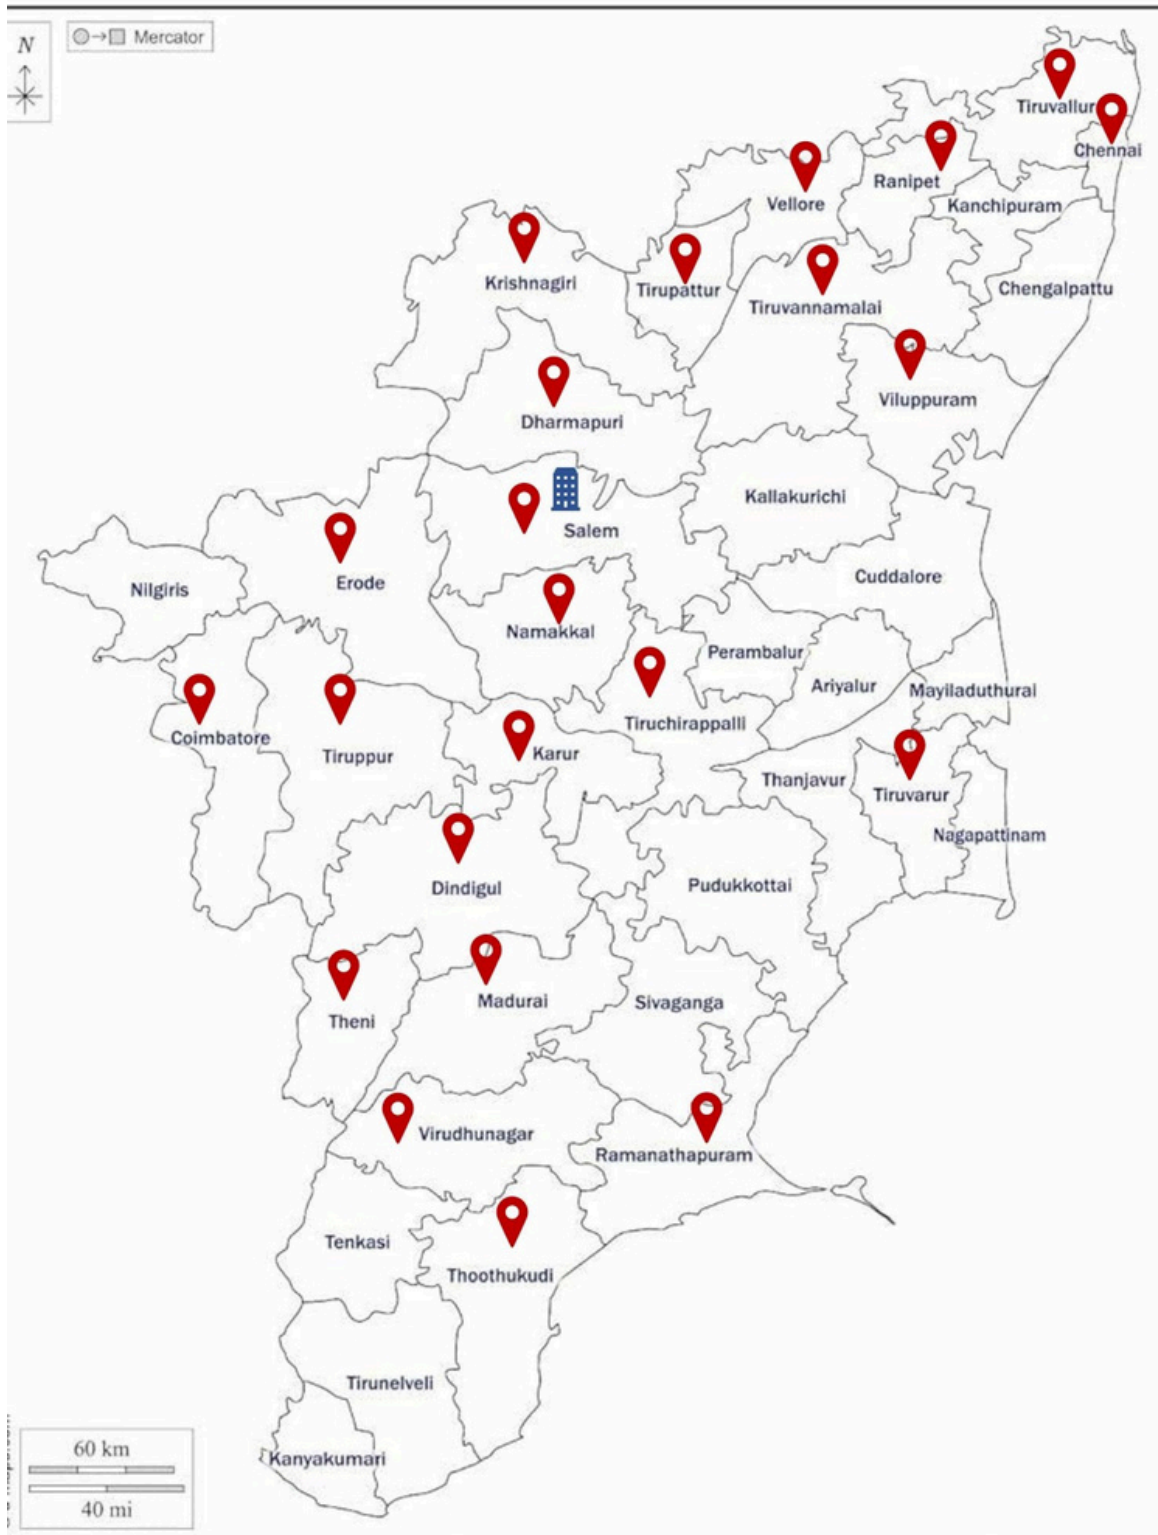 N
Mercator
Tiruvallur
Chennai
Ranipet
Vellore
Kanchipuram
Krishnagiri
Tirupattur
Chengalpattu
Tiruvannamalai
Viluppuram
Dharmapuri
Kallakurichi
Salem
Cuddalore
Erode
Nilgiris
Namakkal
Perambalur
Ariyalur
Mayiladuthurai
Tiruchirappalli
Coimbatore
Karur
Tiruppur
Thanjavur
Tiruvarur
Nagapattinam
Pudukkottai
Dindigul
Madurai
Sivaganga
Theni
Virudhunagar
Ramanathapuram
Tenkasi
Thoothukudi
Tirunelveli
Kanyakumari
60 km
40 mi